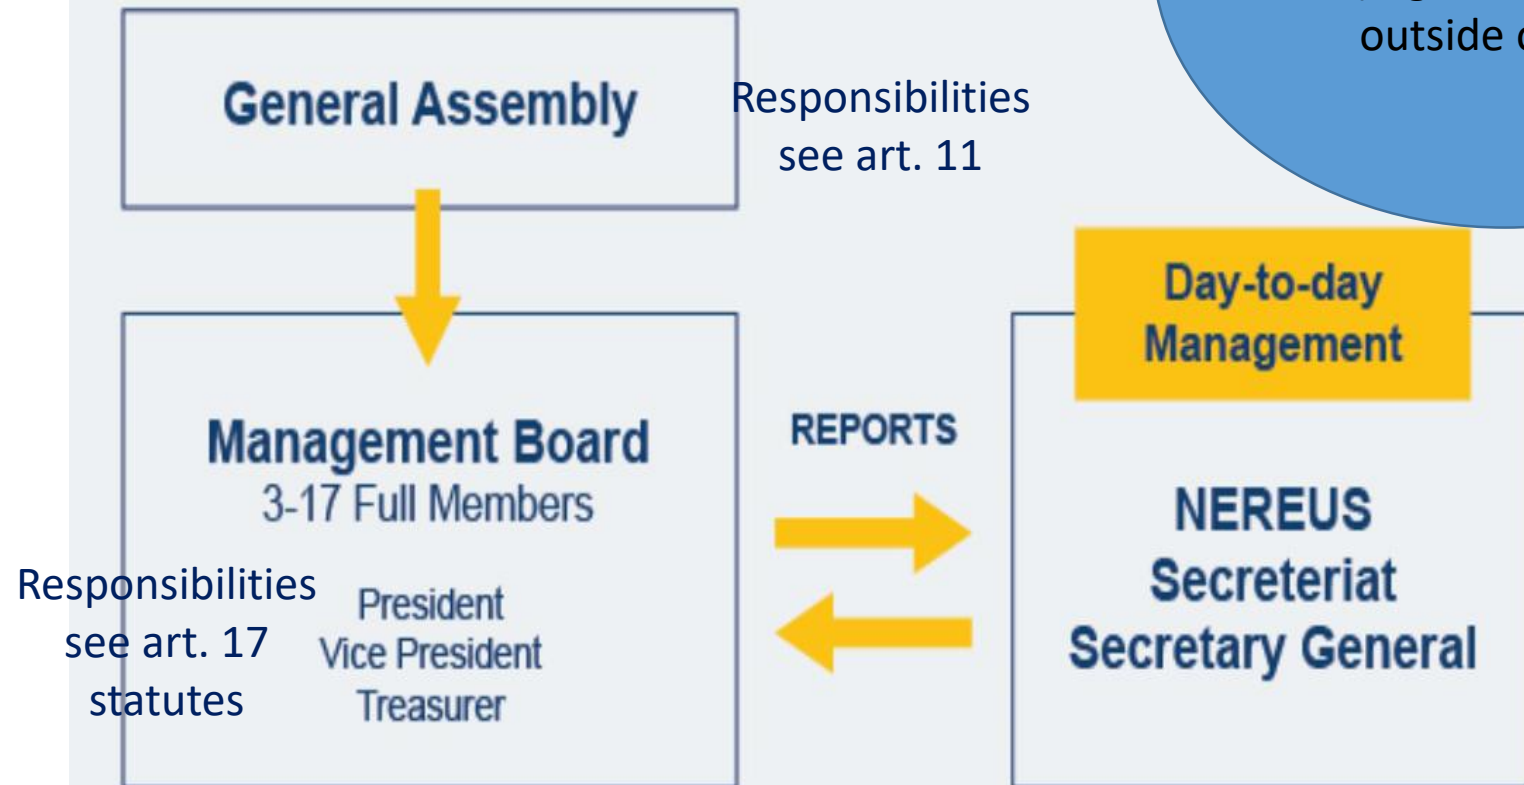 outside
General Assembly
Responsibilities
see art. 11
Day-to-day
Management
Management Board
3-17 Full Members
REPORTS
NEREUS
Secreteriat
Secretary General
Responsibilities
see art. 17
statutes
President
Vice President
Treasurer